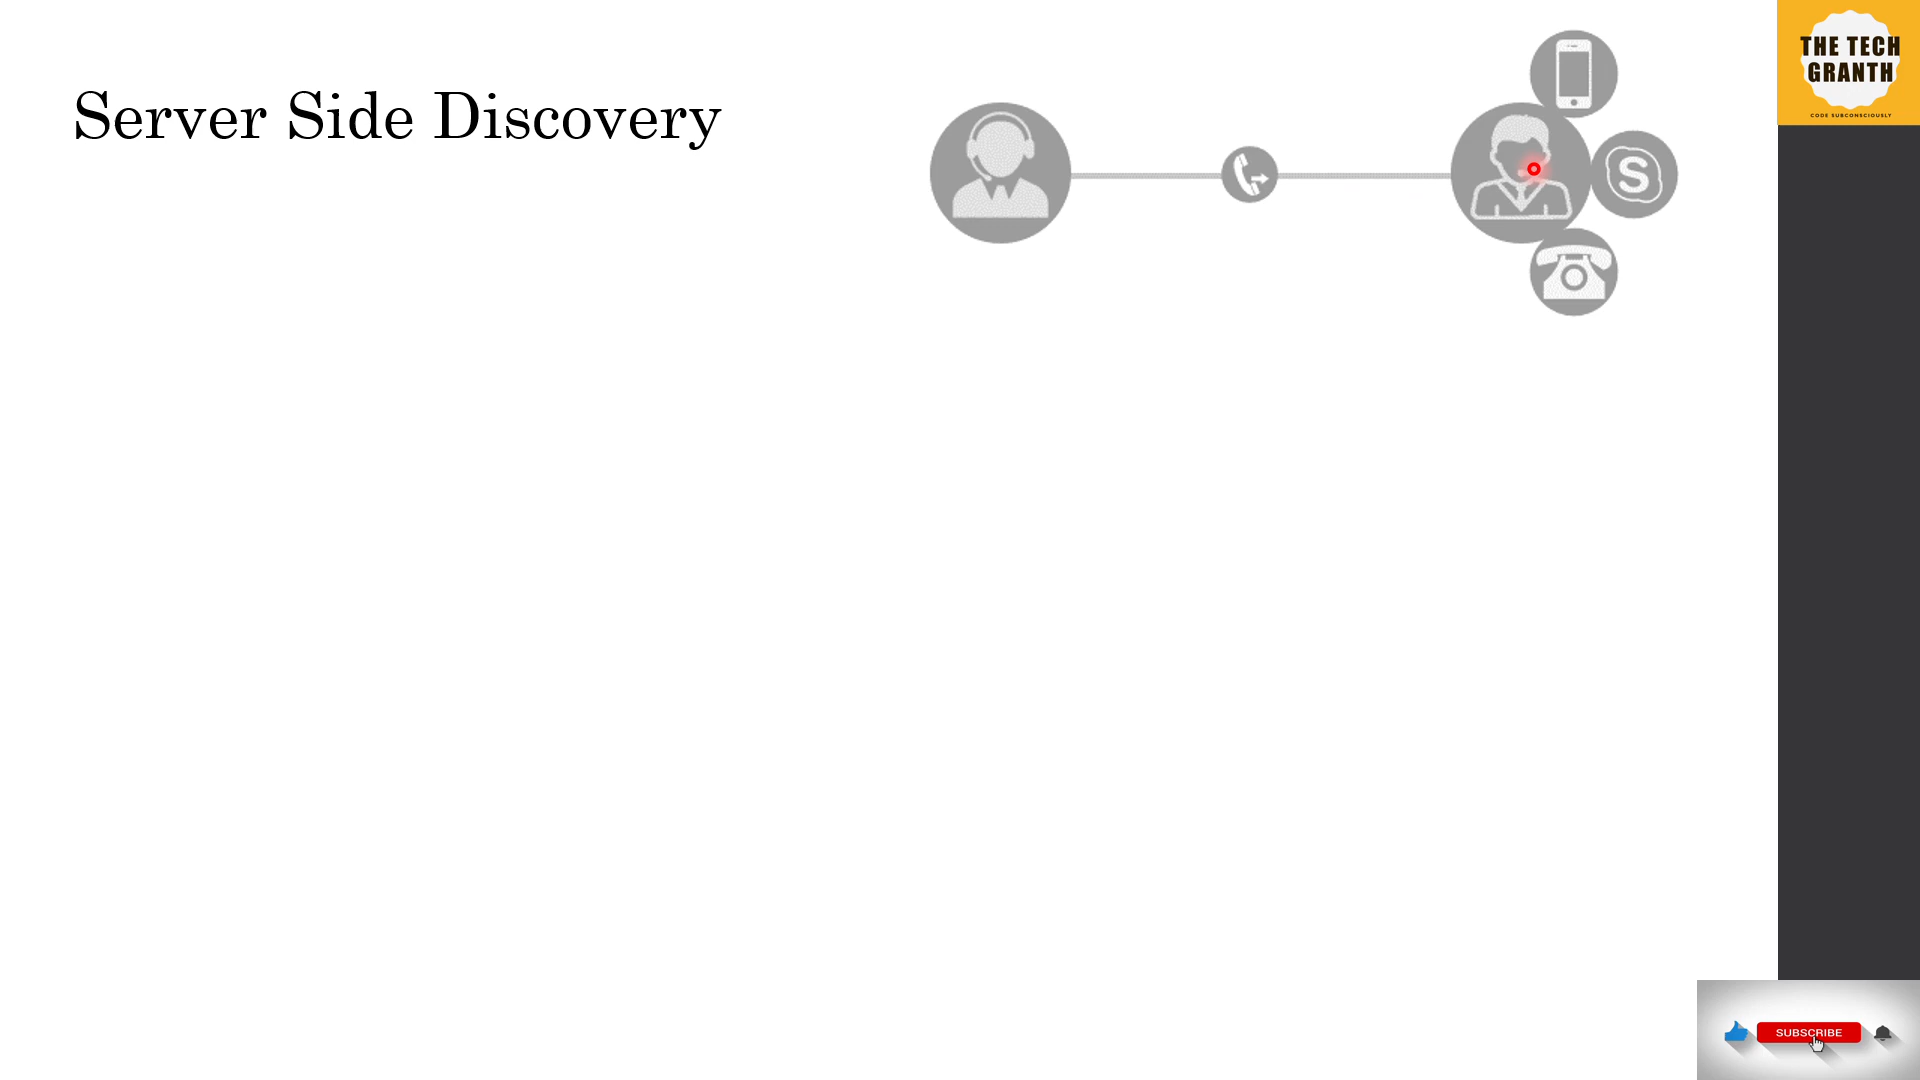 Server Side Discovery
THE TECH
GRANTH
CODE SUBCONSCIOUSLY
S
SUBSCRIBE